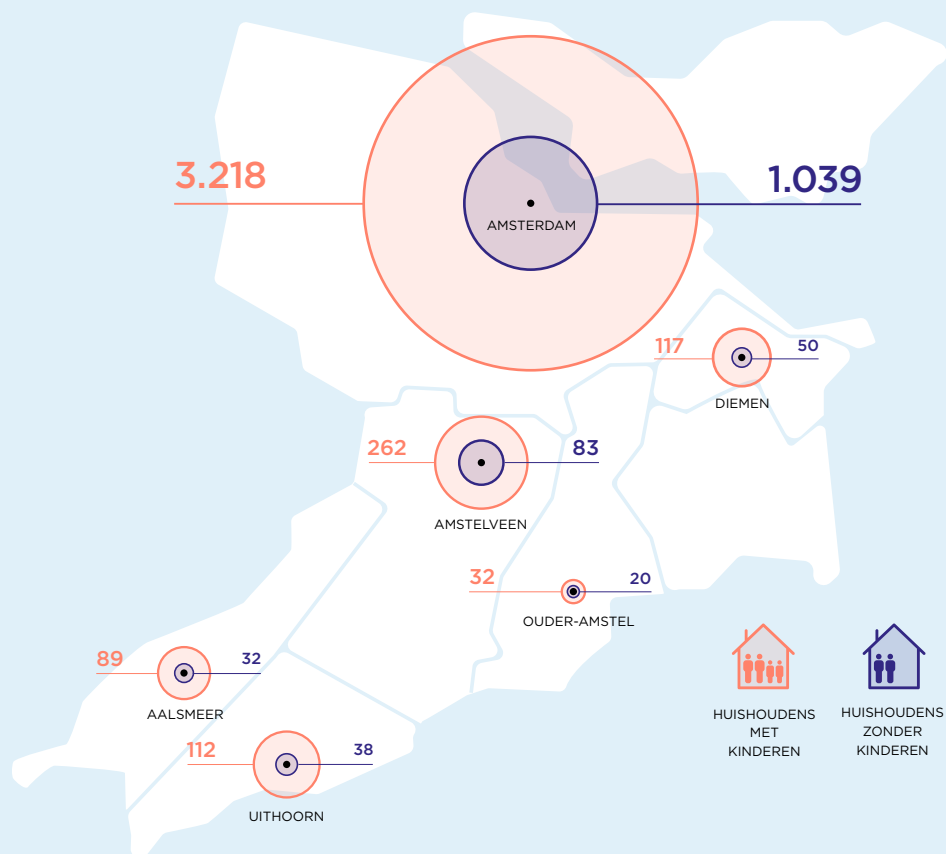 3.218
1.039
AMSTERDAM
117
50
DIEMEN
262
83
AMSTELVEEN
32
20
OUDER-AMSTEL
89
32
AALSMEER
112
38
UITHOORN
HUISHOUDENS
MET
KINDEREN
HUISHOUDENS
ZONDER
KINDEREN